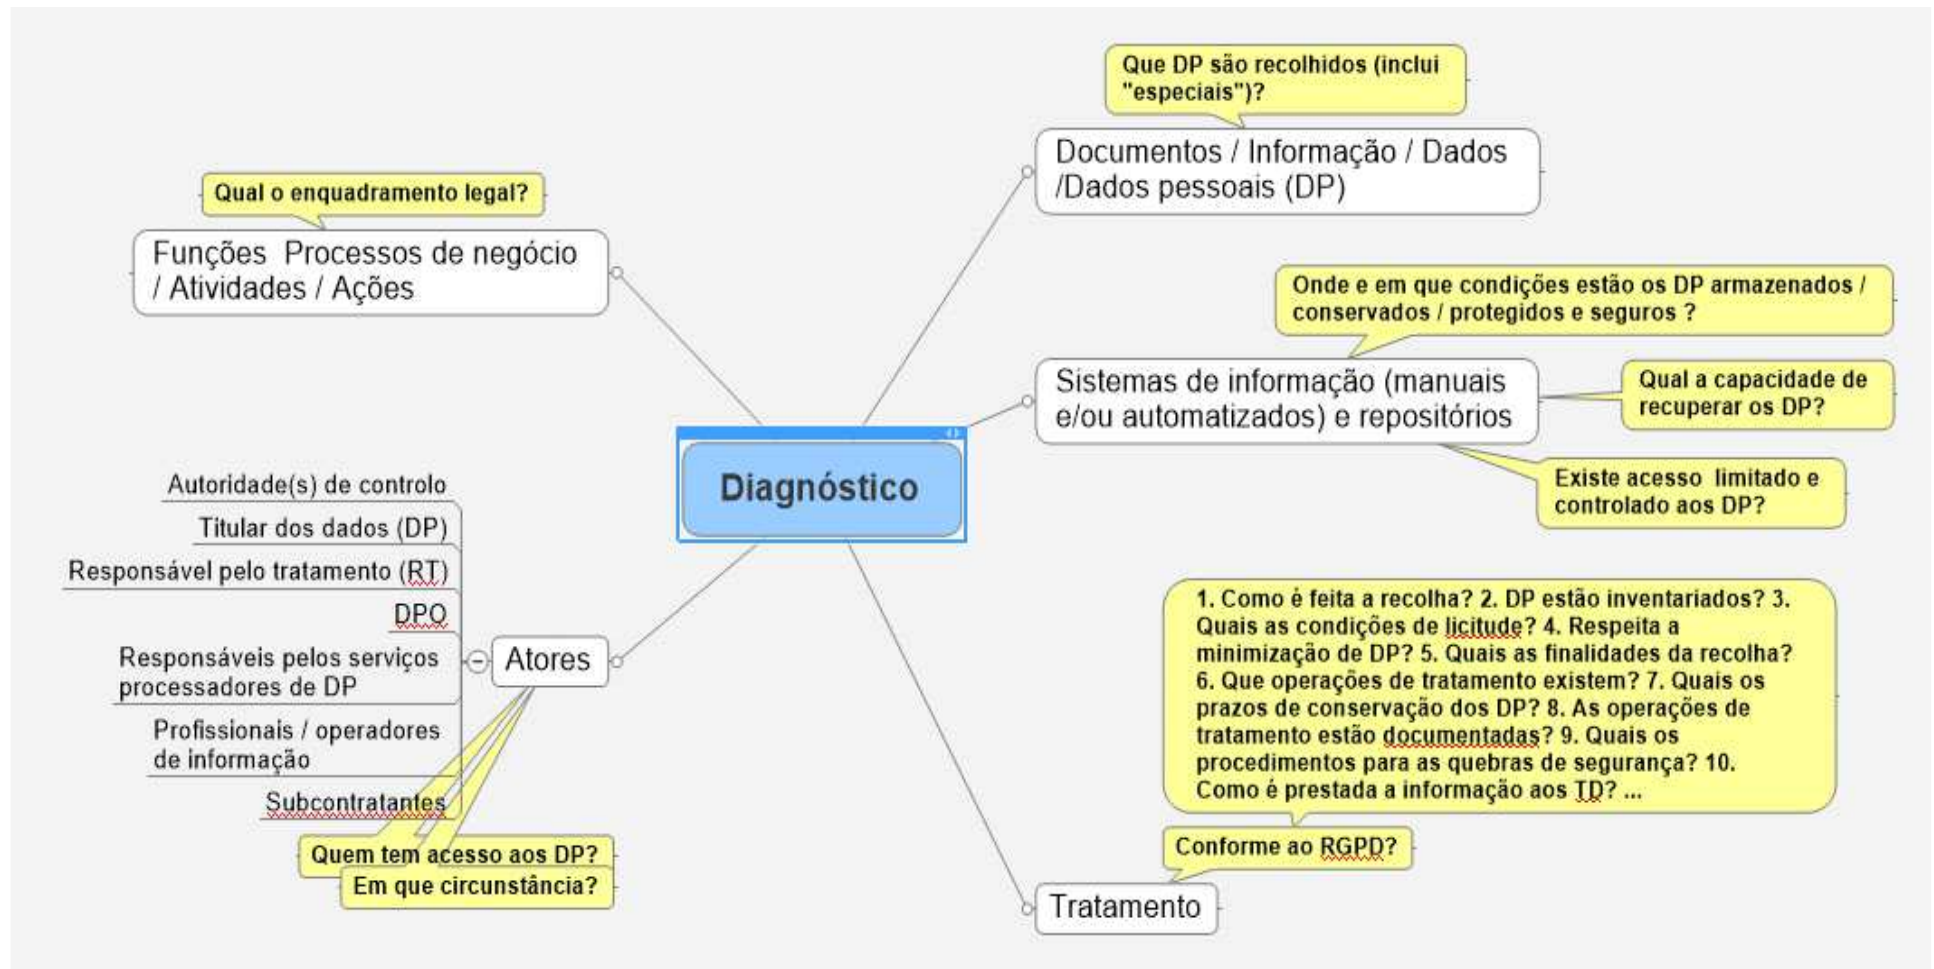 Que DP são recolhidos (inclui
"especiais")?
Documentos / Informação / Dados
/Dados pessoais (DP)
Qual o enquadramento legal?
Funções  Processos de negócio
/ Atividades / Ações
Onde e em que condições estão os DP armazenados /
conservados / protegidos e seguros ?
Sistemas de informação (manuais
e/ou automatizados) e repositórios
Qual a capacidade de
recuperar os DP?
Existe acesso  limitado e
controlado aos DP?
Diagnóstico
Autoridade(s) de controlo
Titular dos dados (DP)
Responsável pelo tratamento (RT)
DPO
Responsáveis pelos serviços
processadores de DP
Profissionais / operadores
de informação
Subcontratantes
Atores
Quem tem acesso aos DP?
Em que circunstância?
1. Como é feita a recolha? 2. DP estão inventariados? 3.
Quais as condições de licitude? 4. Respeita a
minimização de DP? 5. Quais as finalidades da recolha?
6. Que operações de tratamento existem? 7. Quais os
prazos de conservação dos DP? 8. As operações de
tratamento estão documentadas? 9. Quais os
procedimentos para as quebras de segurança? 10.
Como é prestada a informação aos TD? ...
Conforme ao RGPD?
Tratamento